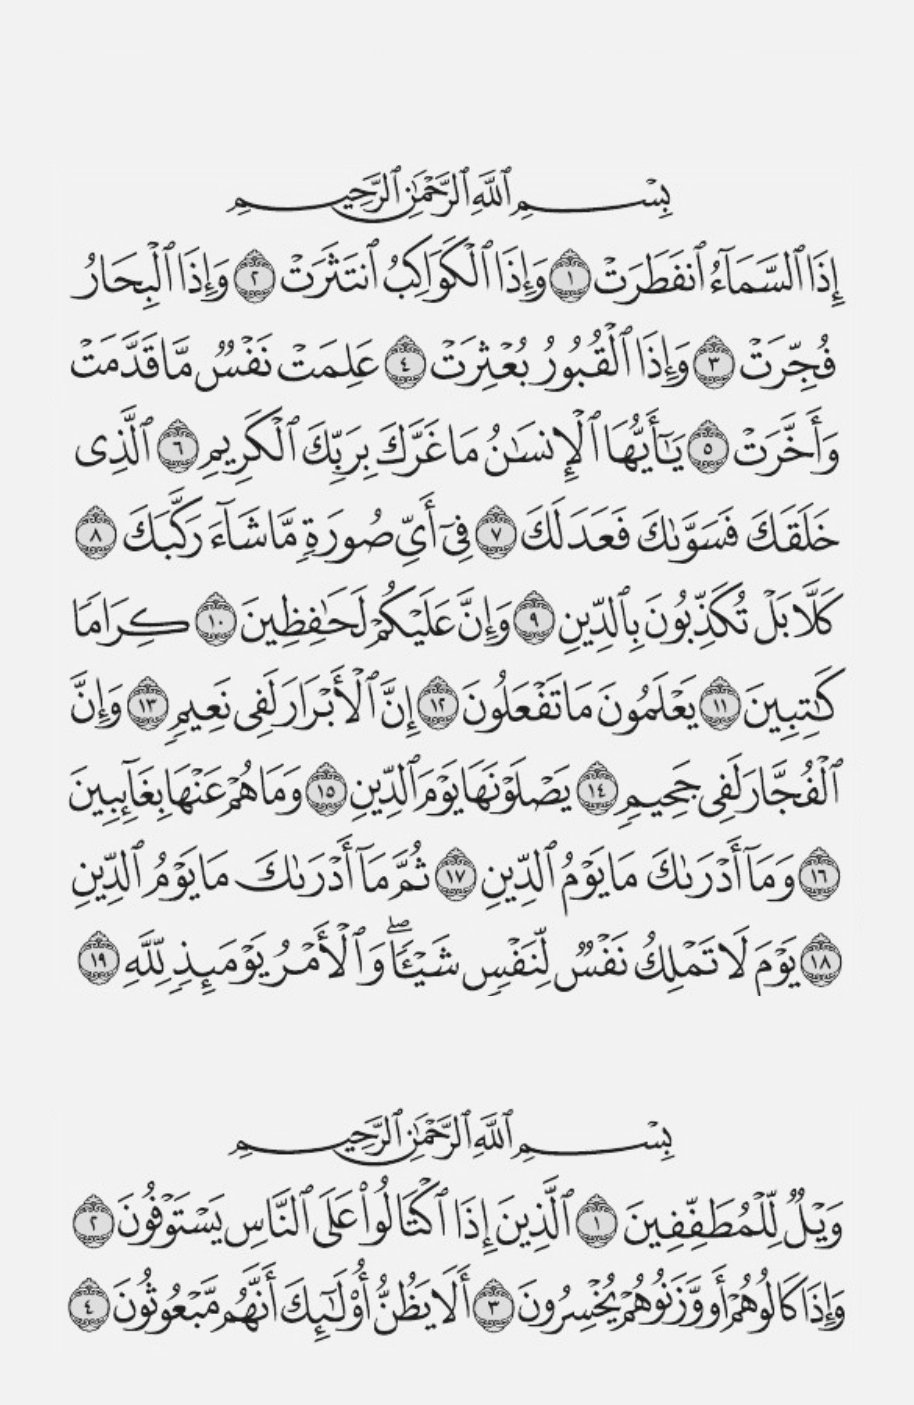 بِسۡمِ ٱللَّهِ ٱلرَّحۡمَٰنِ ٱلرَّحِيمِ
إِذَا ٱلسَّمَآءُ ٱنفَطَرَتۡ ١ وَإِذَا ٱلۡكَوَاكِبُ ٱنتَثَرَتۡ ٢ وَإِذَا ٱلۡبِحَارُ
فُجِّرَتۡ ٣ وَإِذَا ٱلۡقُبُورُ بُعۡثِرَتۡ ٤ عَلِمَتۡ نَفۡسٞ مَّا قَدَّمَتۡ
وَأَخَّرَتۡ ٥ يَٰٓأَيُّهَا ٱلۡإِنسَٰنُ مَا غَرَّكَ بِرَبِّكَ ٱلۡكَرِيمِ ٦ ٱلَّذِي
خَلَقَكَ فَسَوَّىٰكَ فَعَدَلَكَ ٧ فِيٓ أَيِّ صُورَةٖ مَّا شَآءَ رَكَّبَكَ ٨
كَلَّا بَلۡ تُكَذِّبُونَ بِٱلدِّينِ ٩ وَإِنَّ عَلَيۡكُمۡ لَحَٰفِظِينَ ١٠ كِرَامٗا
كَٰتِبِينَ ١١ يَعۡلَمُونَ مَا تَفۡعَلُونَ ١٢ إِنَّ ٱلۡأَبۡرَارَ لَفِي نَعِيمٖ ١٣ وَإِنَّ
ٱلۡفُجَّارَ لَفِي جَحِيمٖ ١٤ يَصۡلَوۡنَهَا يَوۡمَ ٱلدِّينِ ١٥ وَمَا هُمۡ عَنۡهَا بِغَآئِبِينَ
١٦ وَمَآ أَدۡرَىٰكَ مَا يَوۡمُ ٱلدِّينِ ١٧ ثُمَّ مَآ أَدۡرَىٰكَ مَا يَوۡمُ ٱلدِّينِ
١٨ يَوۡمَ لَا تَمۡلِكُ نَفۡسٞ لِّنَفۡسٖ شَيۡـٔٗاۖ وَٱلۡأَمۡرُ يَوۡمَئِذٖ لِّلَّهِ ١٩
بِسۡمِ ٱللَّهِ ٱلرَّحۡمَٰنِ ٱلرَّحِيمِ
وَيۡلٞ لِّلۡمُطَفِّفِينَ ١ ٱلَّذِينَ إِذَا ٱكۡتَالُواْ عَلَى ٱلنَّاسِ يَسۡتَوۡفُونَ ٢
وَإِذَا كَالُوهُمۡ أَو وَّزَنُوهُمۡ يُخۡسِرُونَ ٣ أَلَا يَظُنُّ أُوْلَٰٓئِكَ أَنَّهُم مَّبۡعُوثُونَ ٤